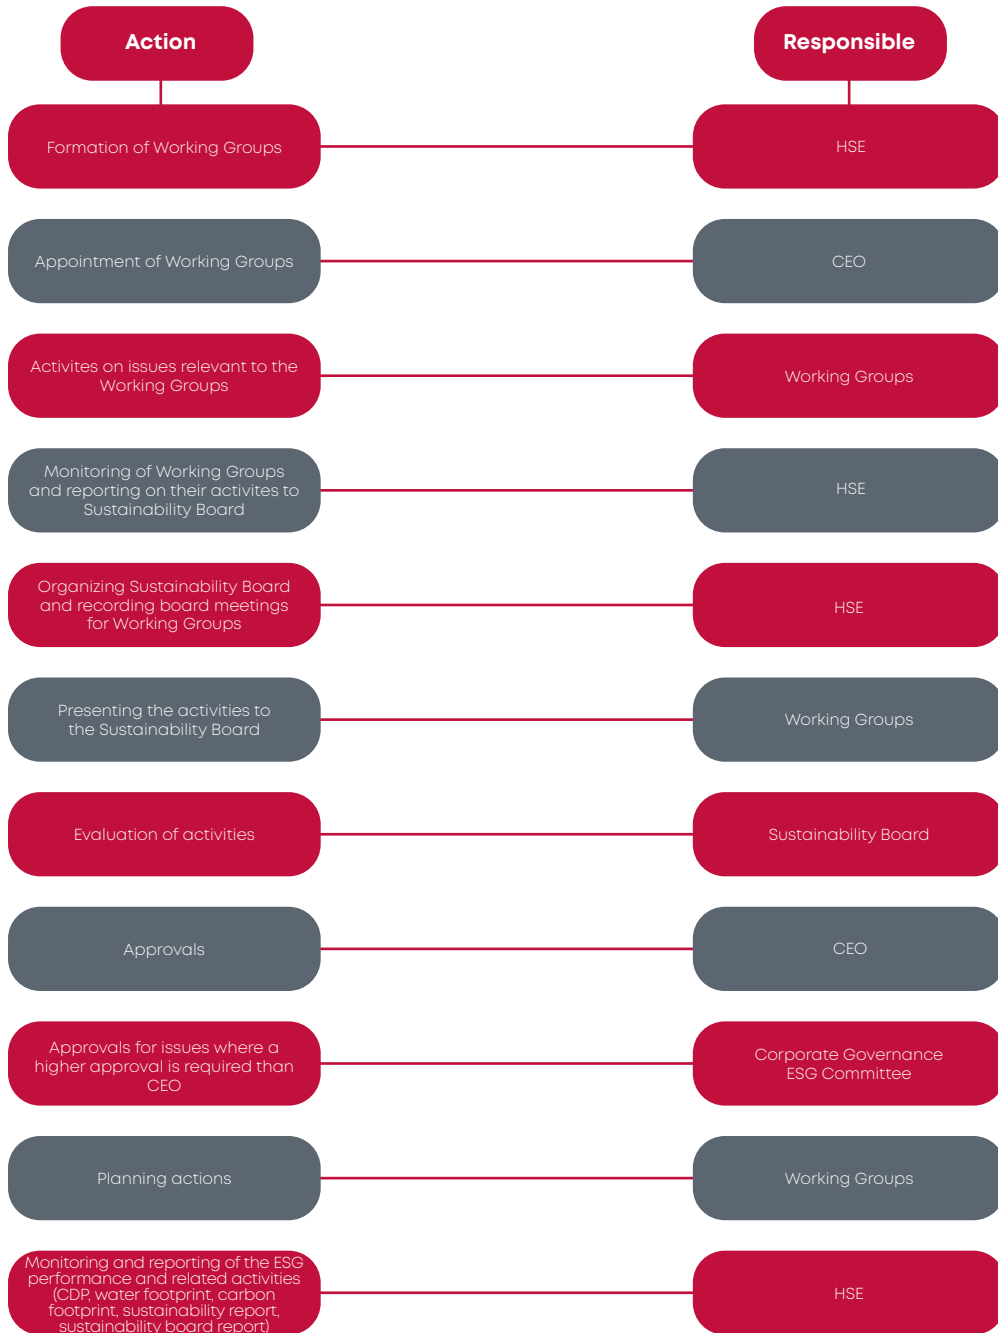 Action
Responsible
Formation of Working Groups
HSE
Appointment of Working Groups
CEO
Activites on issues relevant to the
Working Groups
Working Groups
Monitoring of Working Groups
and reporting on their activites to
Sustainability Board
HSE
Organizing Sustainability Board
and recording board meetings
for Working Groups
HSE
Presenting the activities to
the Sustainability Board
Working Groups
Evaluation of activities
Sustainability Board
Approvals
CEO
Approvals for issues where a
higher approval is required than
CEO
Corporate Governance
ESG Committee
Planning actions
Working Groups
Monitoring and reporting of the ESG
performance and related activities
(CDP, water footprint, carbon
footprint, sustainability report,
sustainability board report)
HSE